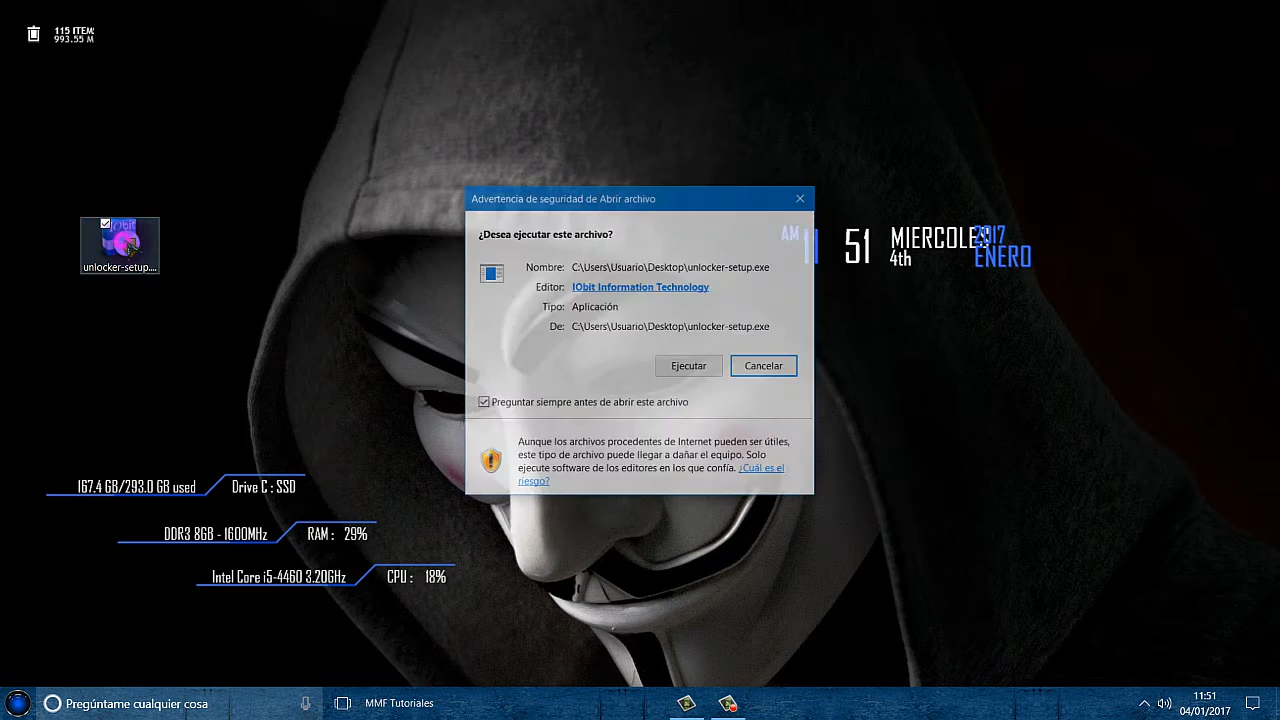 115 ITEM
993.55 M
IObit
unlocker-setup....
Advertencia de seguridad de Abrir archivo
¿Desea ejecutar este archivo?
Nombre: C:\Users\Usuario\Desktop\unlocker-setup.exe
Editor: IObit Information Technology
Tipo: Aplicación
De: C:\Users\Usuario\Desktop\unlocker-setup.exe
Ejecutar Cancelar
Preguntar siempre antes de abrir este archivo
Aunque los archivos procedentes de Internet pueden ser útiles,
este tipo de archivo puede llegar a dañar el equipo. Solo
ejecute software de los editores en los que confía. ¿Cuál es el
riesgo?
AM 11 51 MIERCOLES 2017
4th ENERO
167.4 GB/293.0 GB used Drive C : SSD
DDR3 8GB - 1600MHz RAM : 29%
Intel Core i5-4460 3.20GHz CPU : 18%
Pregúntame cualquier cosa
MMF Tutoriales
11:51
04/01/2017